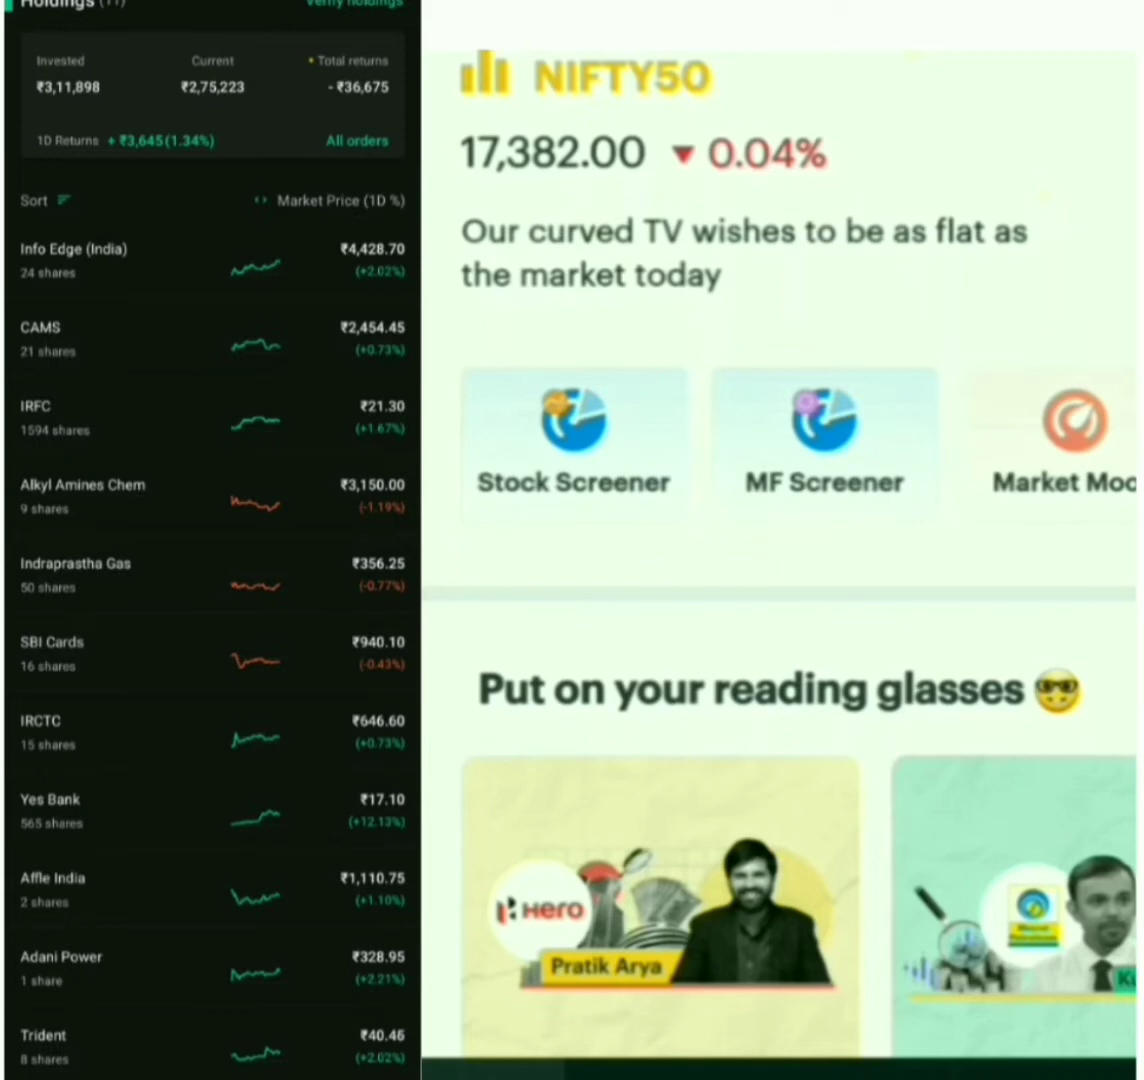 Holdings (11)
Verify holdings
Invested
Current
Total returns
₹3,11,898
₹2,75,223
- ₹36,675
1D Returns + ₹3,645(1.34%)
All orders
Sort
Market Price (1D %)
Info Edge (India)
₹4,428.70
24 shares
(+2.02%)
CAMS
₹2,454.45
21 shares
(+0.73%)
IRFC
₹21.30
1594 shares
(+1.67%)
Alkyl Amines Chem
₹3,150.00
9 shares
(-1.19%)
Indraprastha Gas
₹356.25
50 shares
(-0.77%)
SBI Cards
₹940.10
16 shares
(-0.43%)
IRCTC
₹646.60
15 shares
(+0.73%)
Yes Bank
₹17.10
565 shares
(+12.13%)
Affle India
₹1,110.75
2 shares
(+1.10%)
Adani Power
₹328.95
1 share
(+2.21%)
Trident
₹40.45
8 shares
(+2.02%)
NIFTY50
17,382.00 ▼ 0.04%
Our curved TV wishes to be as flat as
the market today
Stock Screener
MF Screener
Market Moo
Put on your reading glasses 🤓
Hero
Pratik Arya